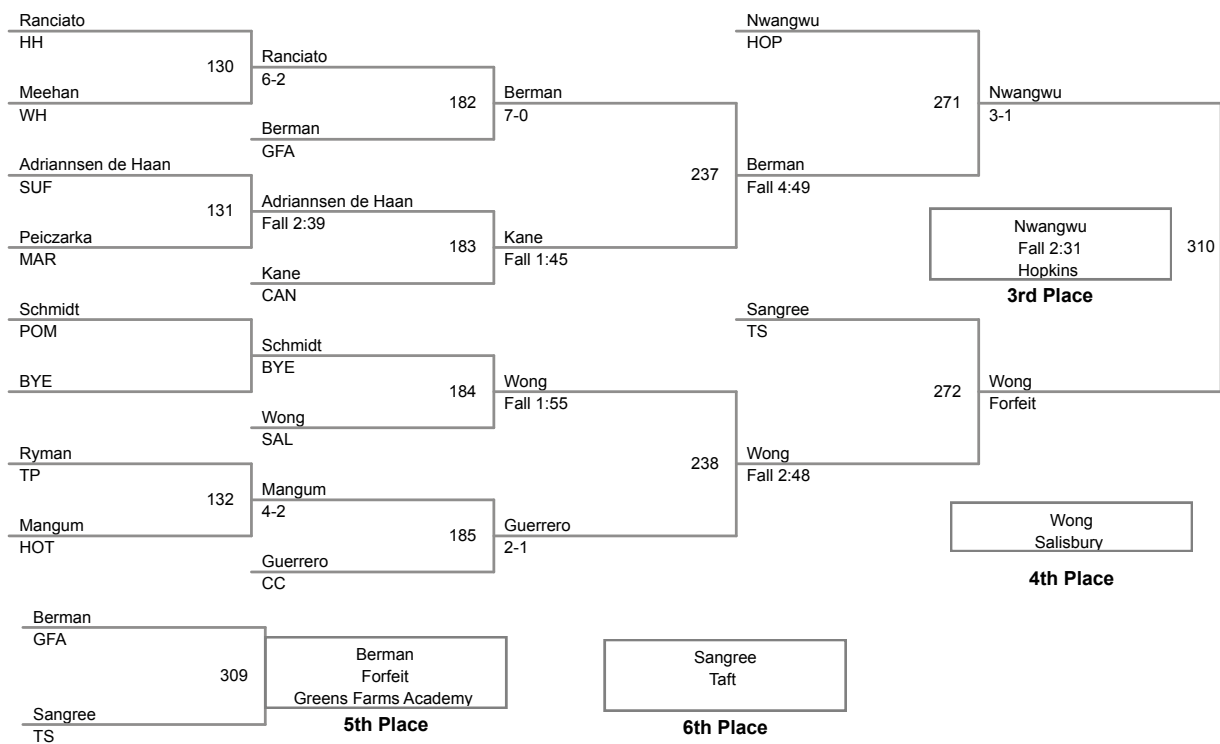 Ranciato
HH
130
Meehan
WH
Adriannsen de Haan
SUF
131
Peiczarka
MAR
Schmidt
POM
BYE
Ryman
TP
132
Mangum
HOT
Ranciato
6-2
182
Berman
GFA
Adriannsen de Haan
Fall 2:39
183
Kane
CAN
Schmidt
BYE
184
Wong
SAL
Mangum
4-2
185
Guerrero
CC
Berman
7-0
237
Kane
Fall 1:45
Wong
Fall 1:55
238
Guerrero
2-1
Nwangwu
HOP
271
Berman
Fall 4:49
Sangree
TS
272
Wong
Fall 2:48
Nwangwu
3-1
310
Wong
Forfeit
Nwangwu
Fall 2:31
Hopkins
3rd Place
Wong
Salisbury
4th Place
Berman
GFA
309
Sangree
TS
Berman
Forfeit
Greens Farms Academy
5th Place
Sangree
Taft
6th Place